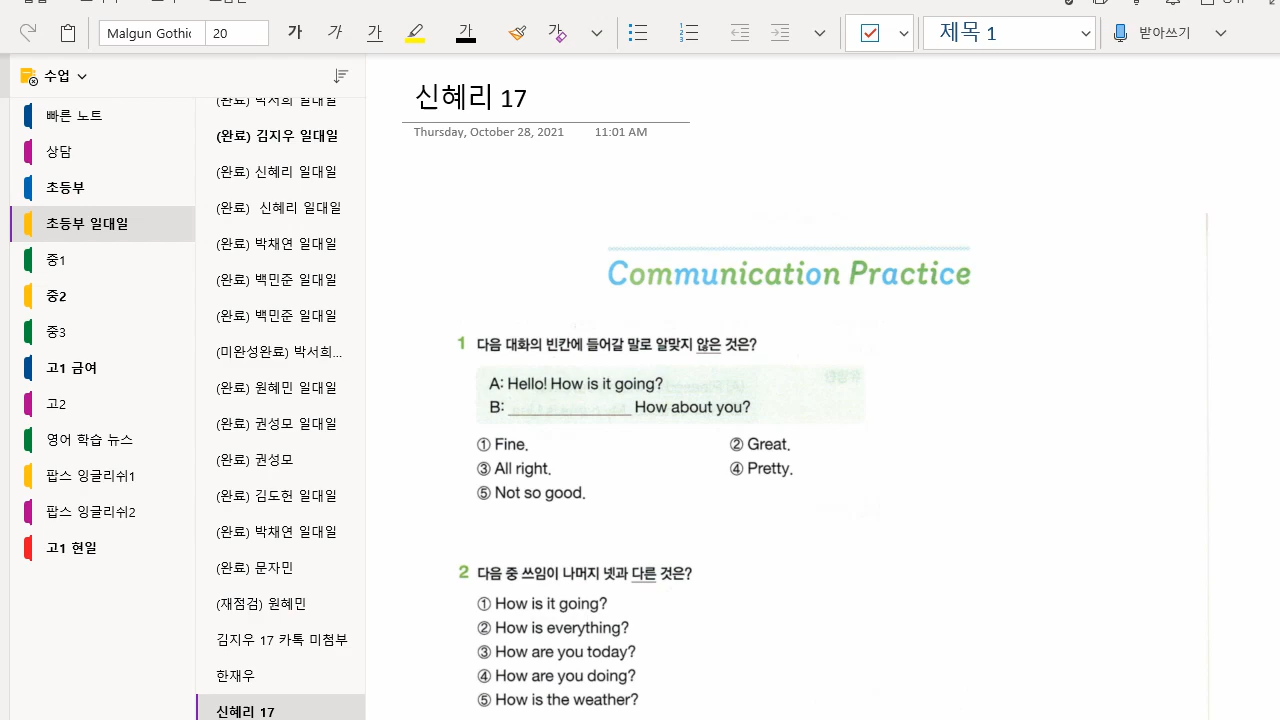 Malgun Gothic
20
가
가
가
가
가
제목 1
받아쓰기
수업
빠른 노트
상담
초등부
초등부 일대일
중1
중2
중3
고1 금여
고2
영어 학습 뉴스
팝스 잉글리쉬1
팝스 잉글리쉬2
고1 현일
(완료) 박서희 일대일
(완료) 김지우 일대일
(완료) 신혜리 일대일
(완료) 신혜리 일대일
(완료) 박채연 일대일
(완료) 백민준 일대일
(완료) 백민준 일대일
(미완성완료) 박서희...
(완료) 원혜민 일대일
(완료) 권성모 일대일
(완료) 권성모
(완료) 김도헌 일대일
(완료) 박채연 일대일
(완료) 문자민
(재점검) 원혜민
김지우 17 카톡 미첨부
한재우
신혜리 17
신혜리 17
Thursday, October 28, 2021 11:01 AM
Communication Practice
1 다음 대화의 빈칸에 들어갈 말로 알맞지 않은 것은?
A: Hello! How is it going?
B: ______________ How about you?
① Fine.
② Great.
③ All right.
④ Pretty.
⑤ Not so good.
2 다음 중 쓰임이 나머지 넷과 다른 것은?
① How is it going?
② How is everything?
③ How are you today?
④ How are you doing?
⑤ How is the weather?